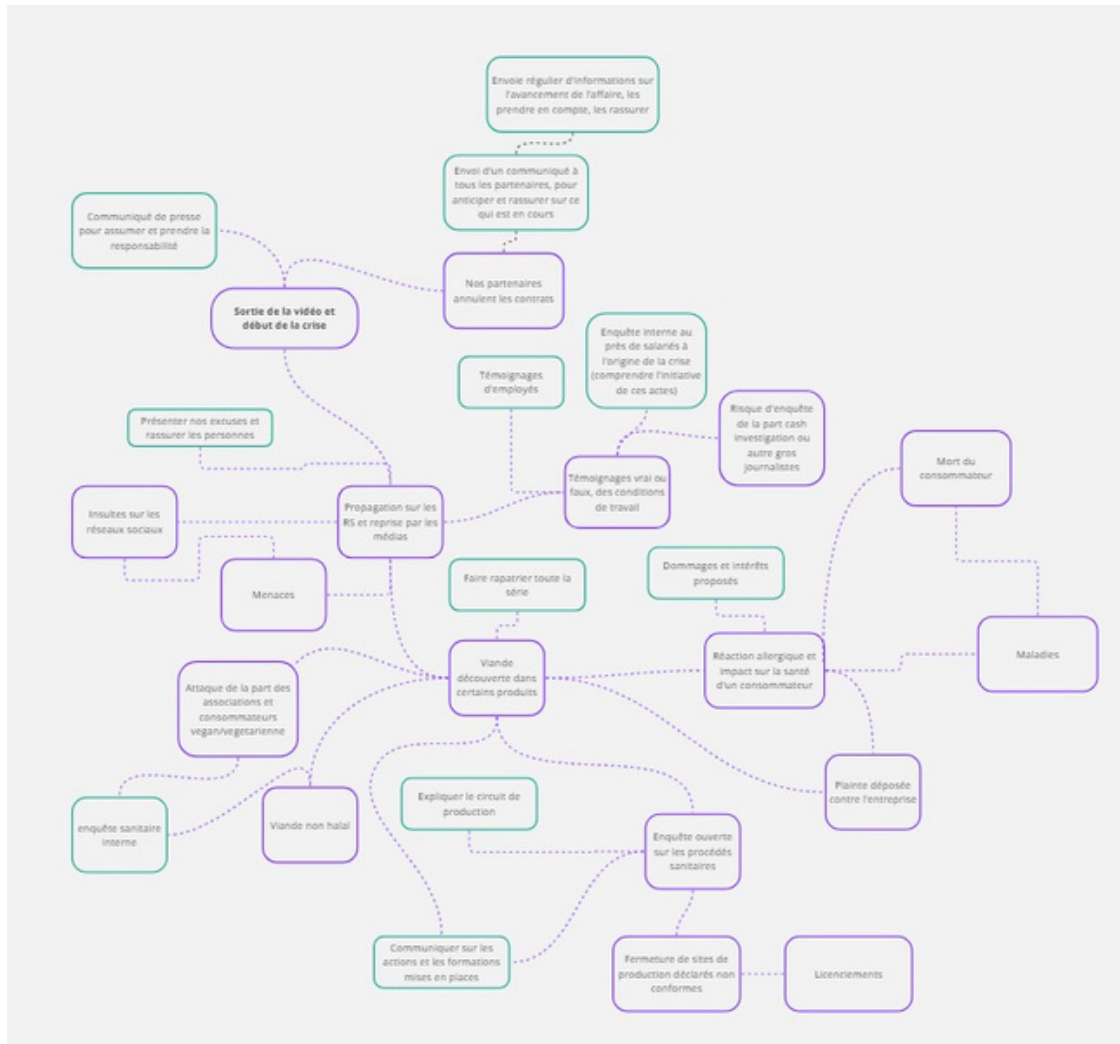 Envoie régulier d'informations sur
l'avancement de l'affaire, les
prendre en compte, les rassurer
Envoi d'un communiqué à
tous les partenaires, pour
anticiper et rassurer sur ce
qui est en cours
Communiqué de presse
pour assumer et prendre la
responsabilité
Nos partenaires
annulent les contrats
Sortie de la vidéo et
début de la crise
Enquête interne au
près de salariés à
l'origine de la crise
(comprendre l'initiative
de ces actes)
Témoignages
d'employés
Risque d'enquête
de la part cash
investigation ou
autre gros
journalistes
Présenter nos excuses et
rassurer les personnes
Mort du
consommateur
Témoignages vrai ou
faux, des conditions
de travail
Insultes sur les
réseaux sociaux
Propagation sur les
RS et reprise par les
médias
Menaces
Faire rapatrier toute la
série
Dommages et intérêts
proposés
Maladies
Viande
découverte dans
certains produits
Réaction allergique et
impact sur la santé
d'un consommateur
Attaque de la part des
associations et
consommateurs
vegan/vegetarienne
Plainte déposée
contre l'entreprise
Expliquer le circuit de
production
enquête sanitaire
interne
Viande non halal
Enquête ouverte
sur les procédés
sanitaires
Communiquer sur les
actions et les formations
mises en places
Fermeture de sites de
production déclarés non
conformes
Licenciements